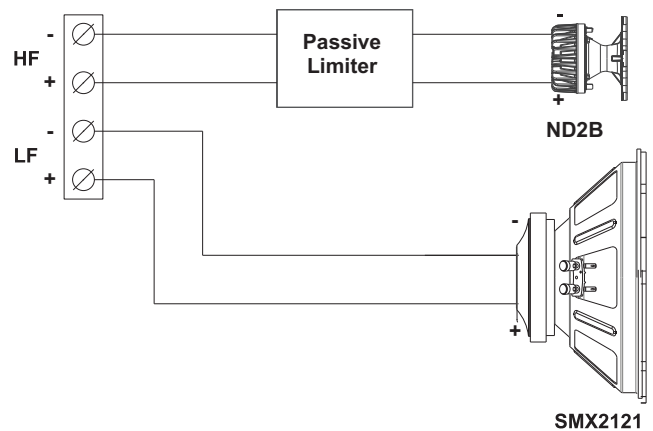 -
HF
+
-
LF
+
Passive
Limiter
-
+
ND2B
-
+
SMX2121